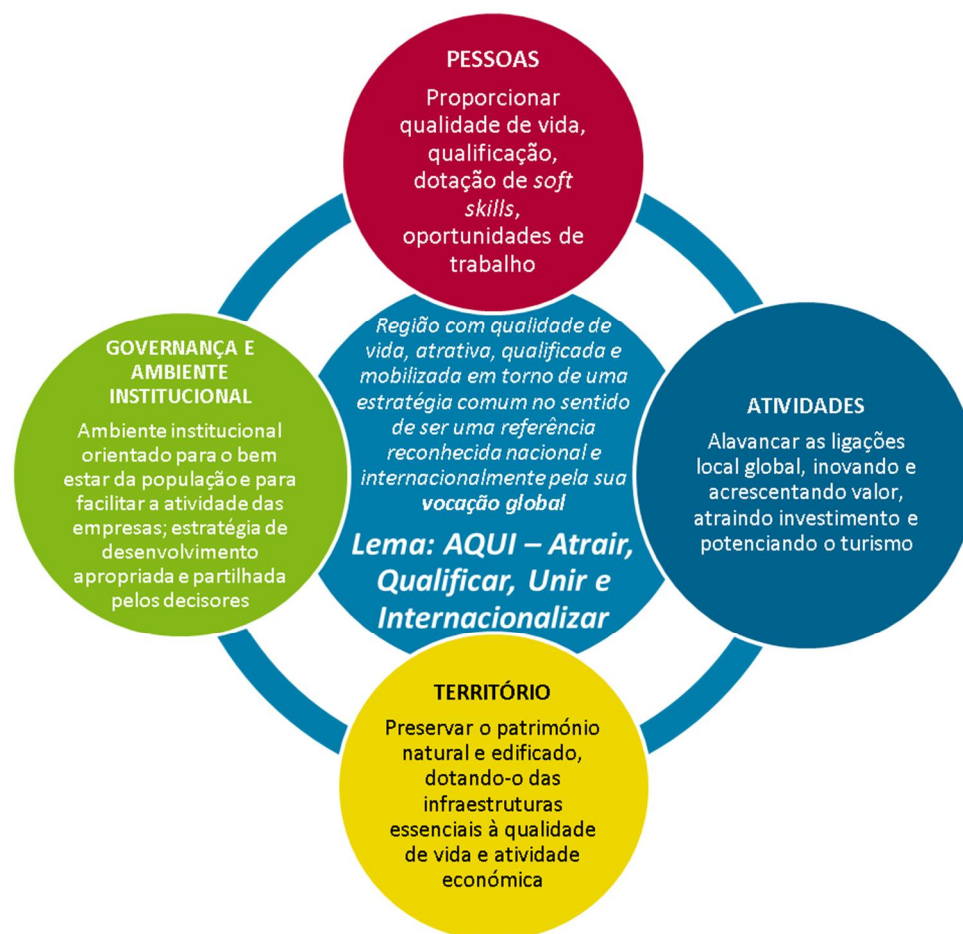 PESSOAS
Proporcionar
qualidade de vida,
qualificação,
dotação de soft
skills,
oportunidades de
trabalho
GOVERNANÇA E
AMBIENTE
INSTITUCIONAL
Ambiente institucional
orientado para o bem
estar da população e para
facilitar a atividade das
empresas; estratégia de
desenvolvimento
apropriada e partilhada
pelos decisores
Região com qualidade de
vida, atrativa, qualificada e
mobilizada em torno de uma
estratégia comum no sentido
de ser uma referência
reconhecida nacional e
internacionalmente pela sua
vocação global
Lema: AQUI – Atrair,
Qualificar, Unir e
Internacionalizar
ATIVIDADES
Alavancar as ligações
local global, inovando e
acrescentando valor,
atraindo investimento e
potenciando o turismo
TERRITÓRIO
Preservar o património
natural e edificado,
dotando-o das
infraestruturas
essenciais à qualidade
de vida e atividade
económica